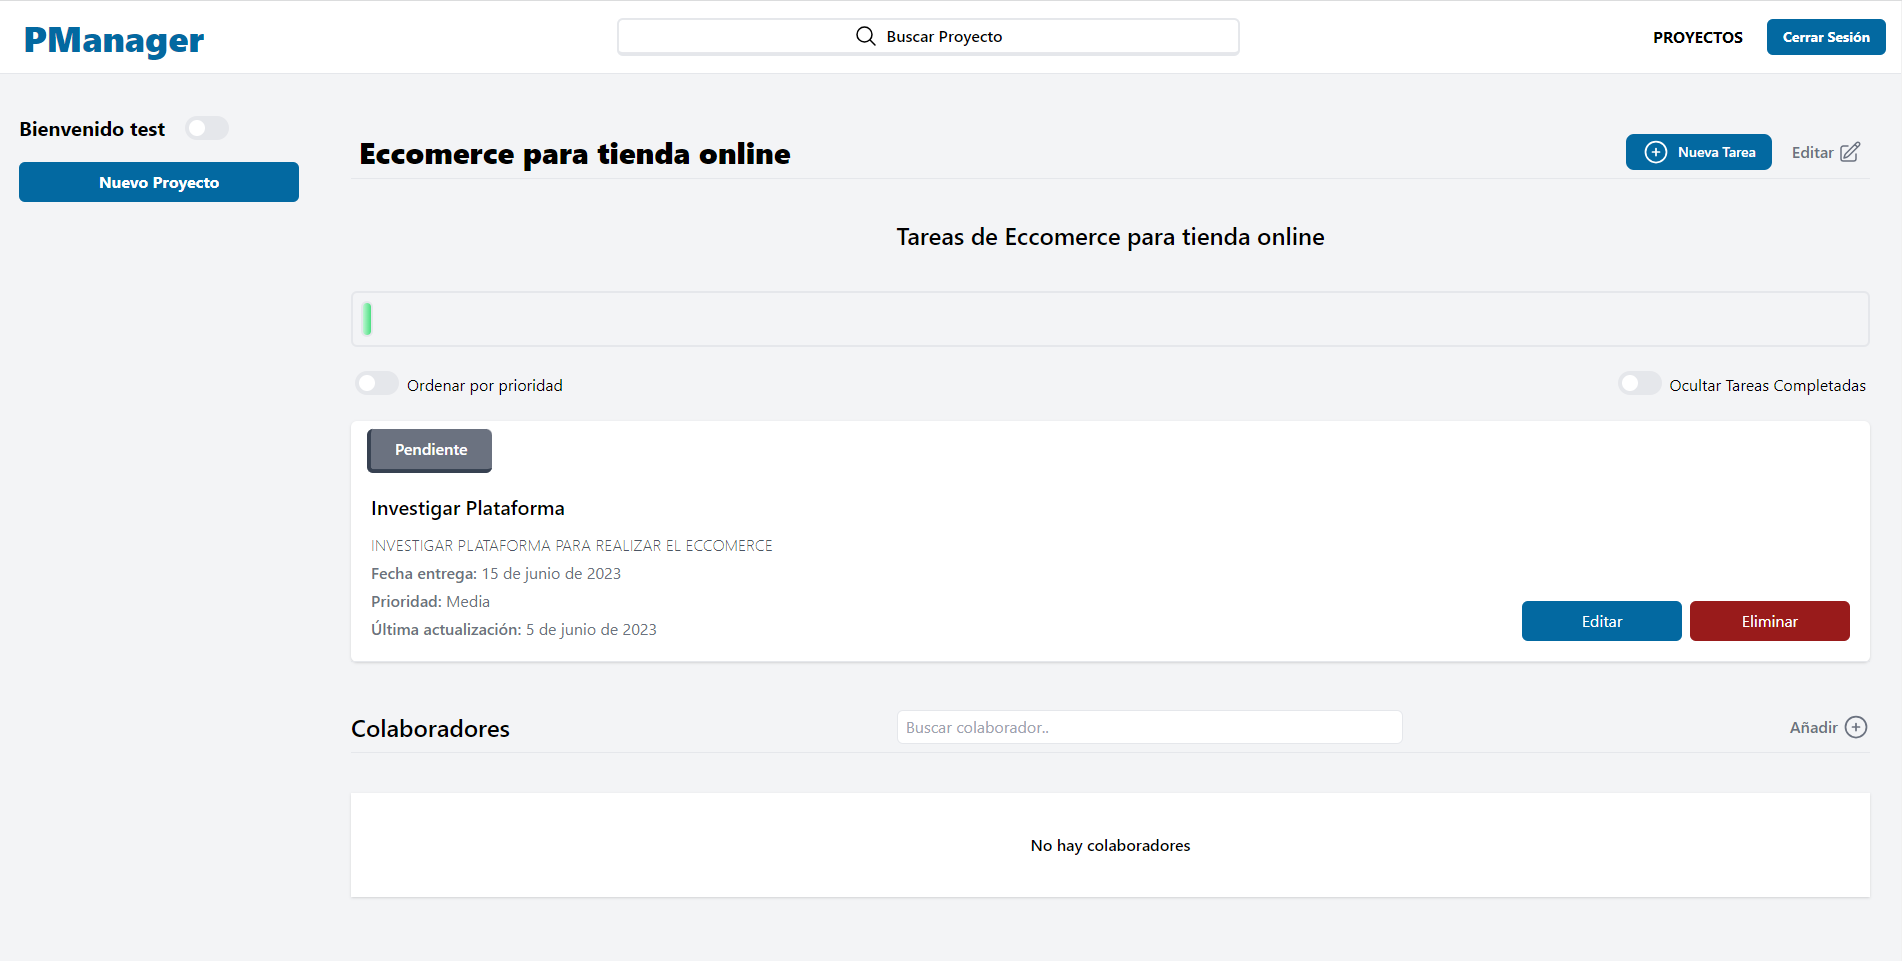 PManager
Buscar Proyecto
PROYECTOS
Cerrar Sesión
Bienvenido test
Nuevo Proyecto
Eccomerce para tienda online
Nueva Tarea
Editar
Tareas de Eccomerce para tienda online
Ordenar por prioridad
Ocultar Tareas Completadas
Pendiente
Investigar Plataforma
INVESTIGAR PLATAFORMA PARA REALIZAR EL ECCOMERCE
Fecha entrega: 15 de junio de 2023
Prioridad: Media
Última actualización: 5 de junio de 2023
Editar
Eliminar
Colaboradores
Buscar colaborador..
Añadir
No hay colaboradores